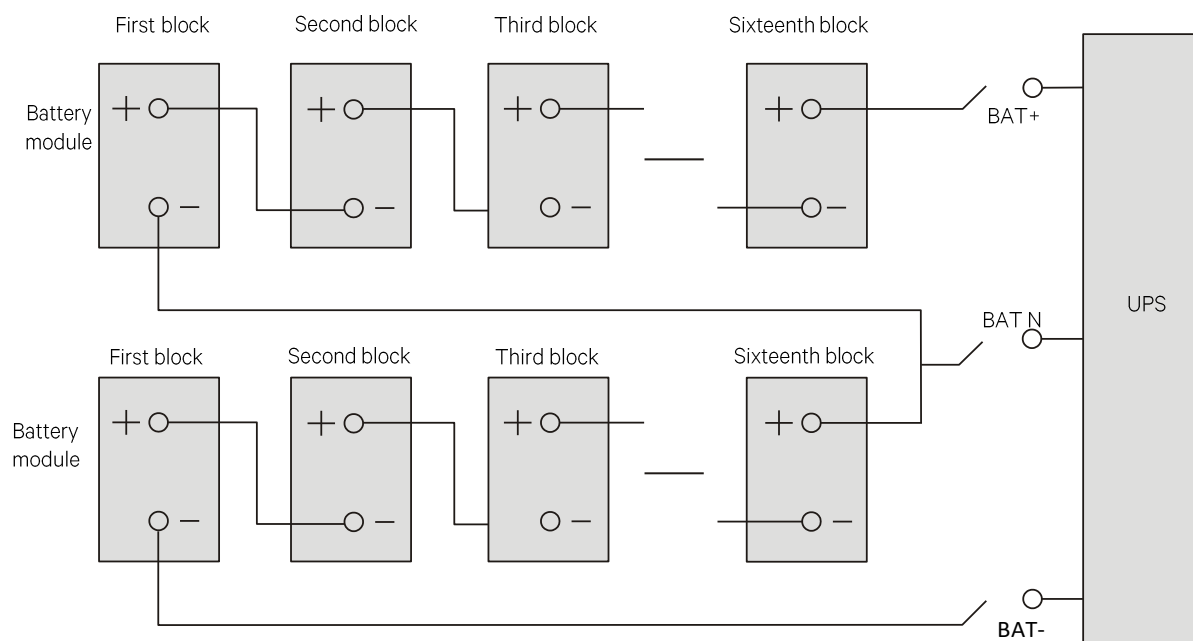 First block
Second block
Third block
Sixteenth block
Battery
module
+
+
+
+
BAT+
−
−
−
−
UPS
BAT N
First block
Second block
Third block
Sixteenth block
Battery
module
+
+
+
+
−
−
−
−
BAT-